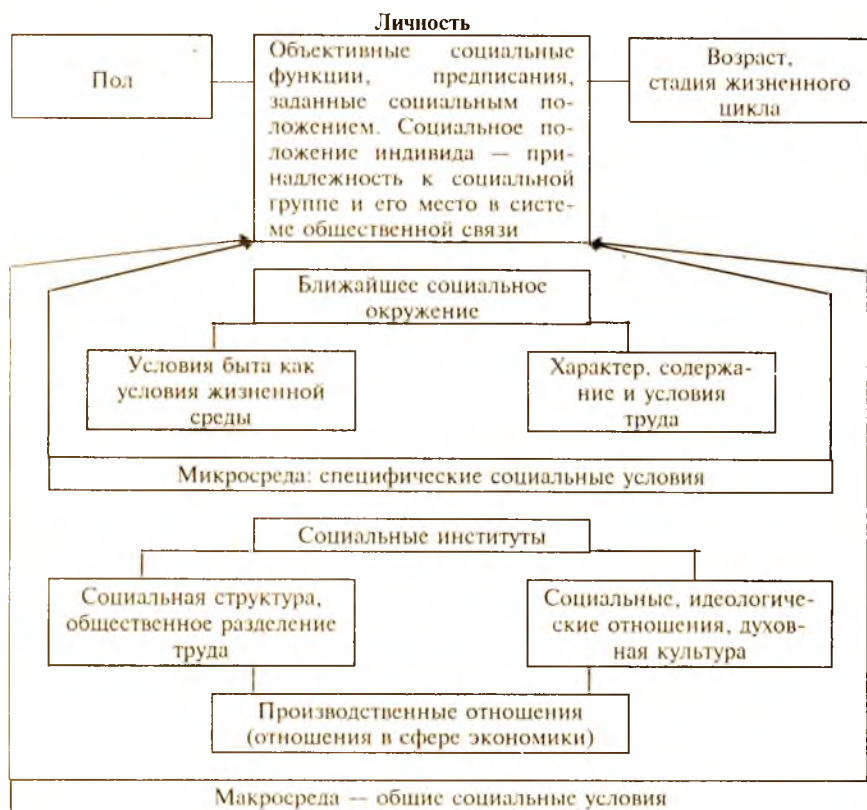 Личность
Пол
Объективные социальные
функции, предписания,
заданные социальным по-
ложением. Социальное по-
ложение индивида — при-
надлежность к социальной
группе и его место в систе-
ме общественной связи
Возраст,
стадия жизненного
цикла
Ближайшее социальное
окружение
Условия быта как
условия жизненной
среды
Характер, содержа-
ние и условия
труда
Микросреда: специфические социальные условия
Социальные институты
Социальная структура,
общественное разделение
труда
Социальные, идеологиче-
ские отношения, духов-
ная культура
Производственные отношения
(отношения в сфере экономики)
Макросреда — общие социальные условия